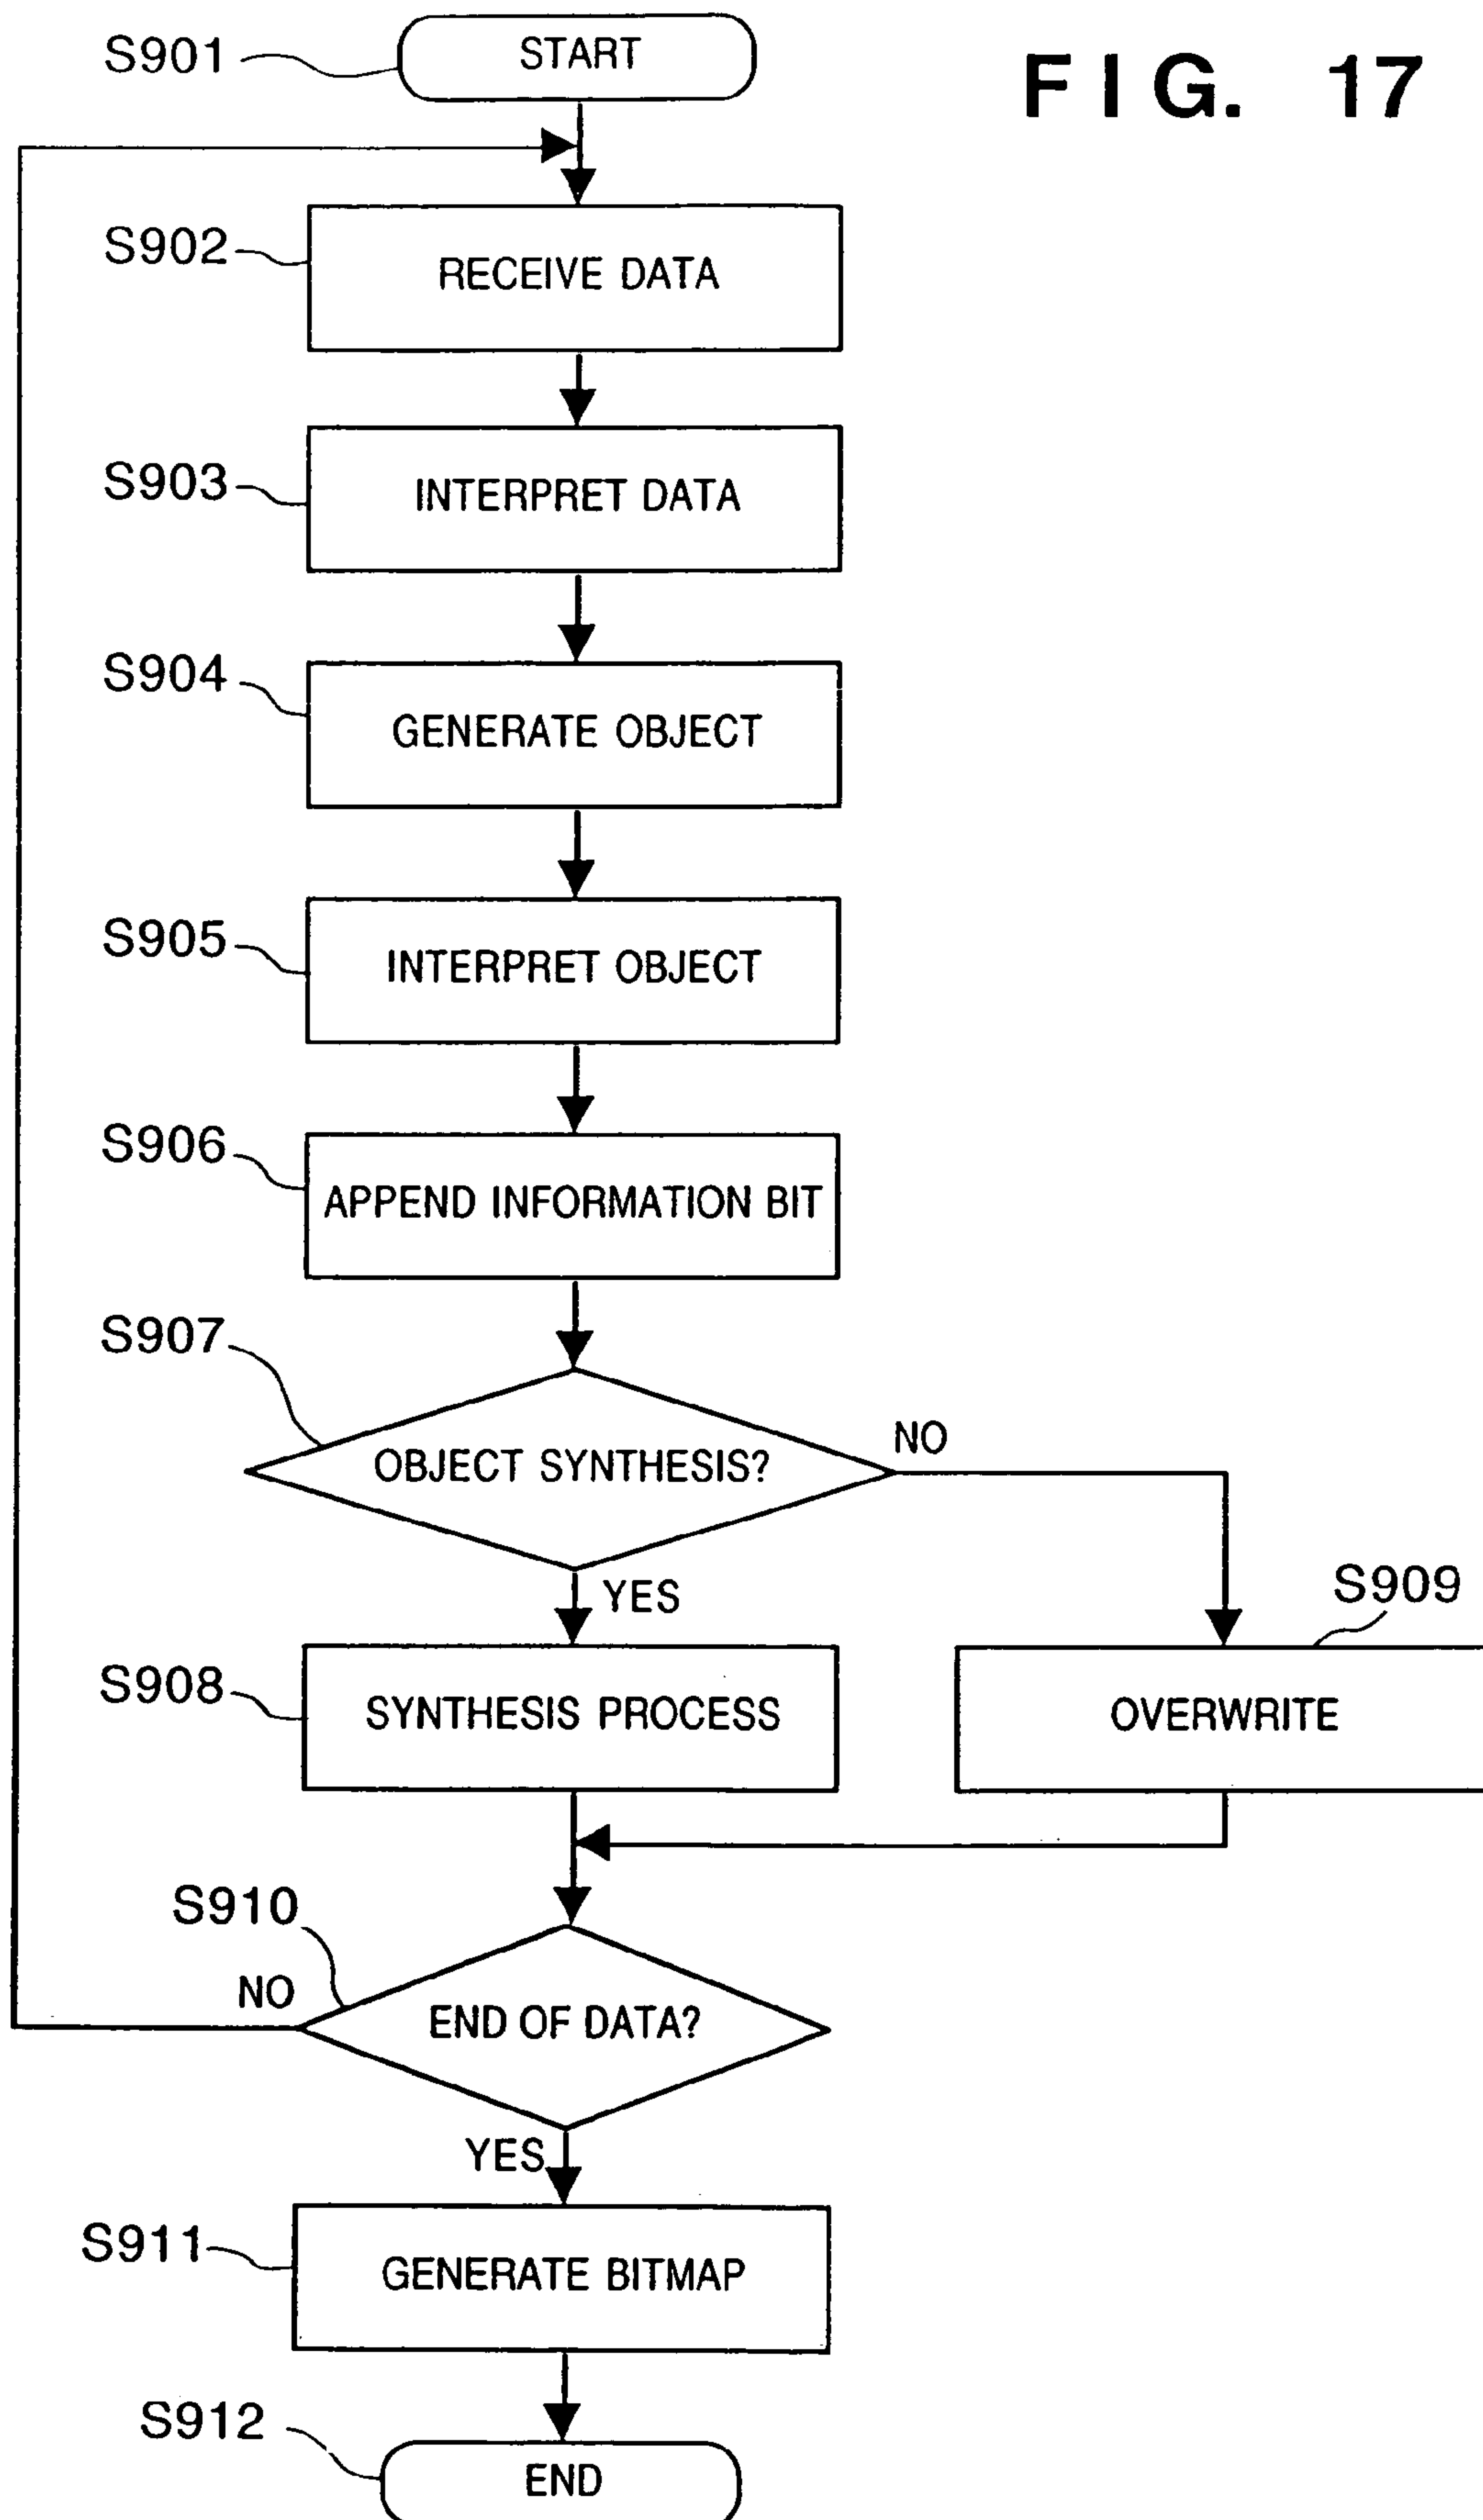 S901
START
FIG. 17
S902
RECEIVE DATA
S903
INTERPRET DATA
S904
GENERATE OBJECT
S905
INTERPRET OBJECT
S906
APPEND INFORMATION BIT
S907
OBJECT SYNTHESIS?
NO
YES
S909
S908
SYNTHESIS PROCESS
OVERWRITE
S910
NO
END OF DATA?
YES
S911
GENERATE BITMAP
S912
END